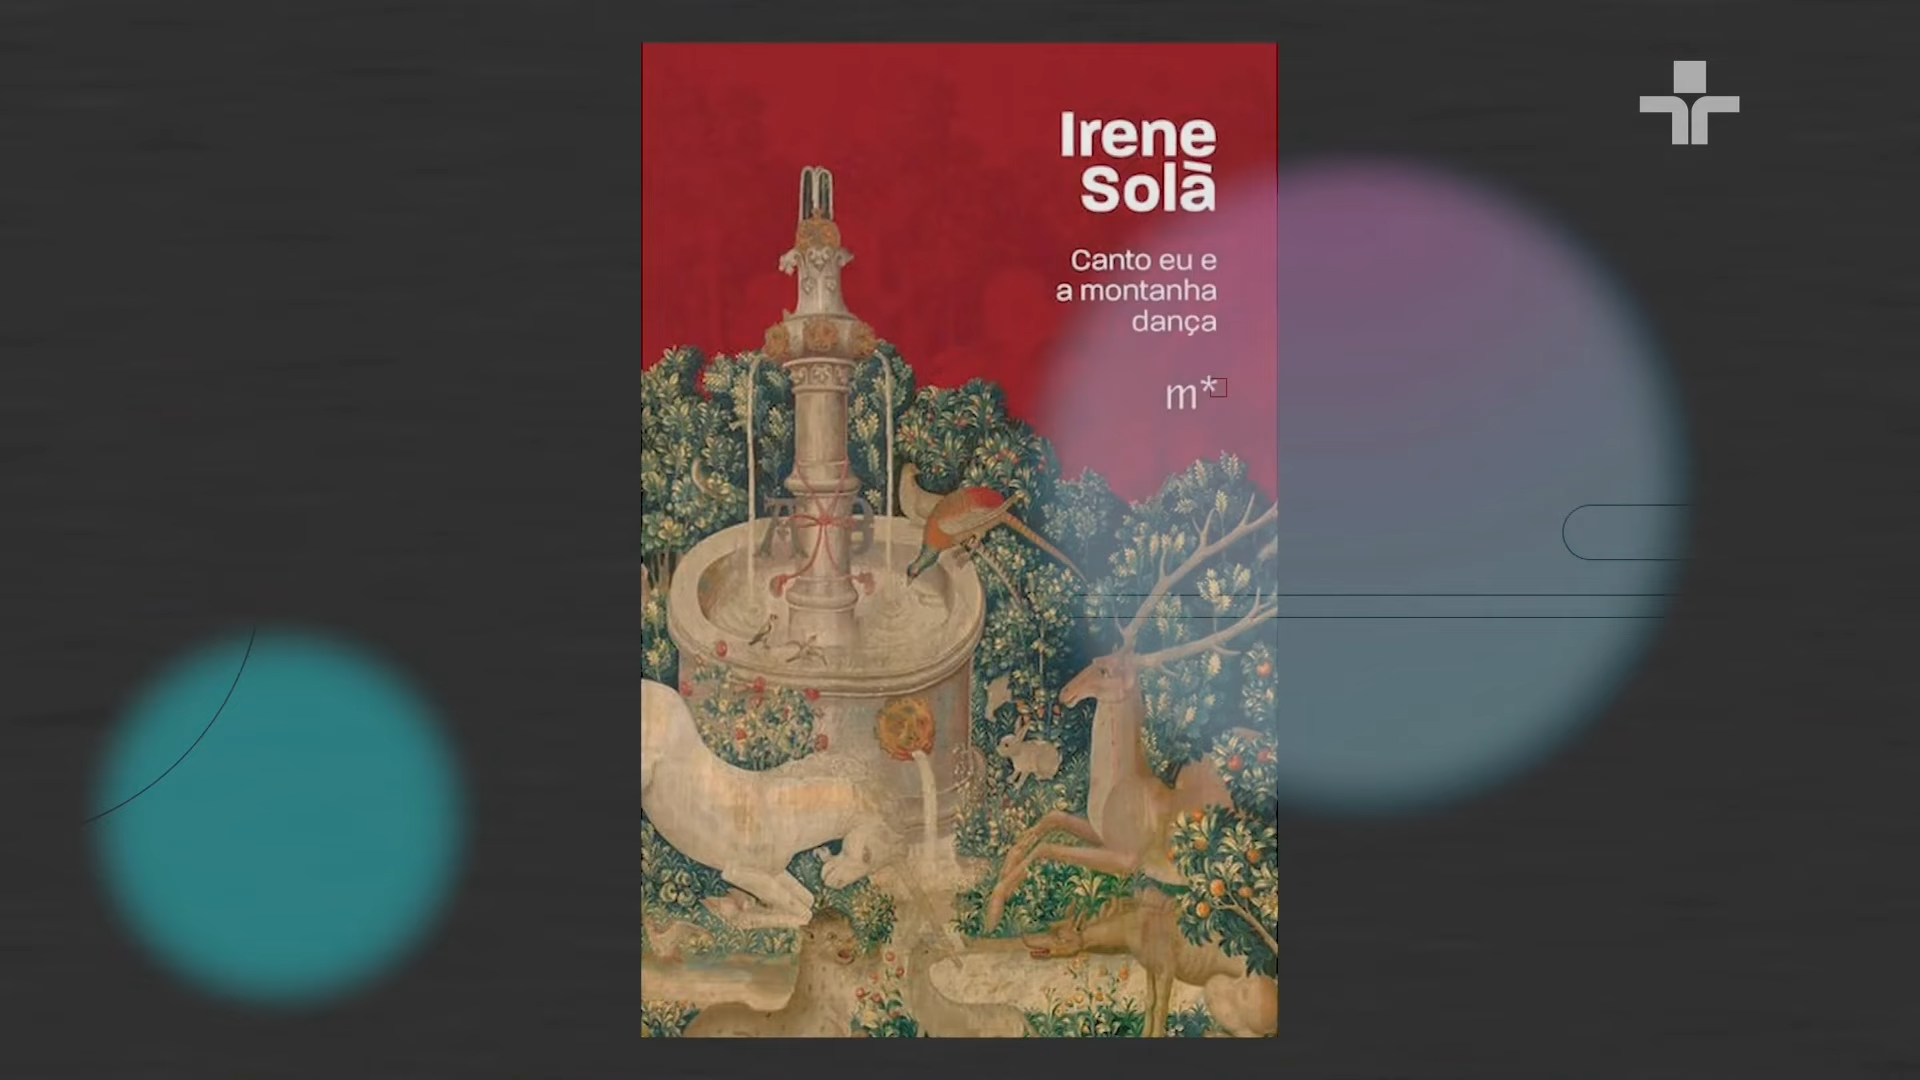 Irene
Solà
Canto eu e
a montanha
dança
m*